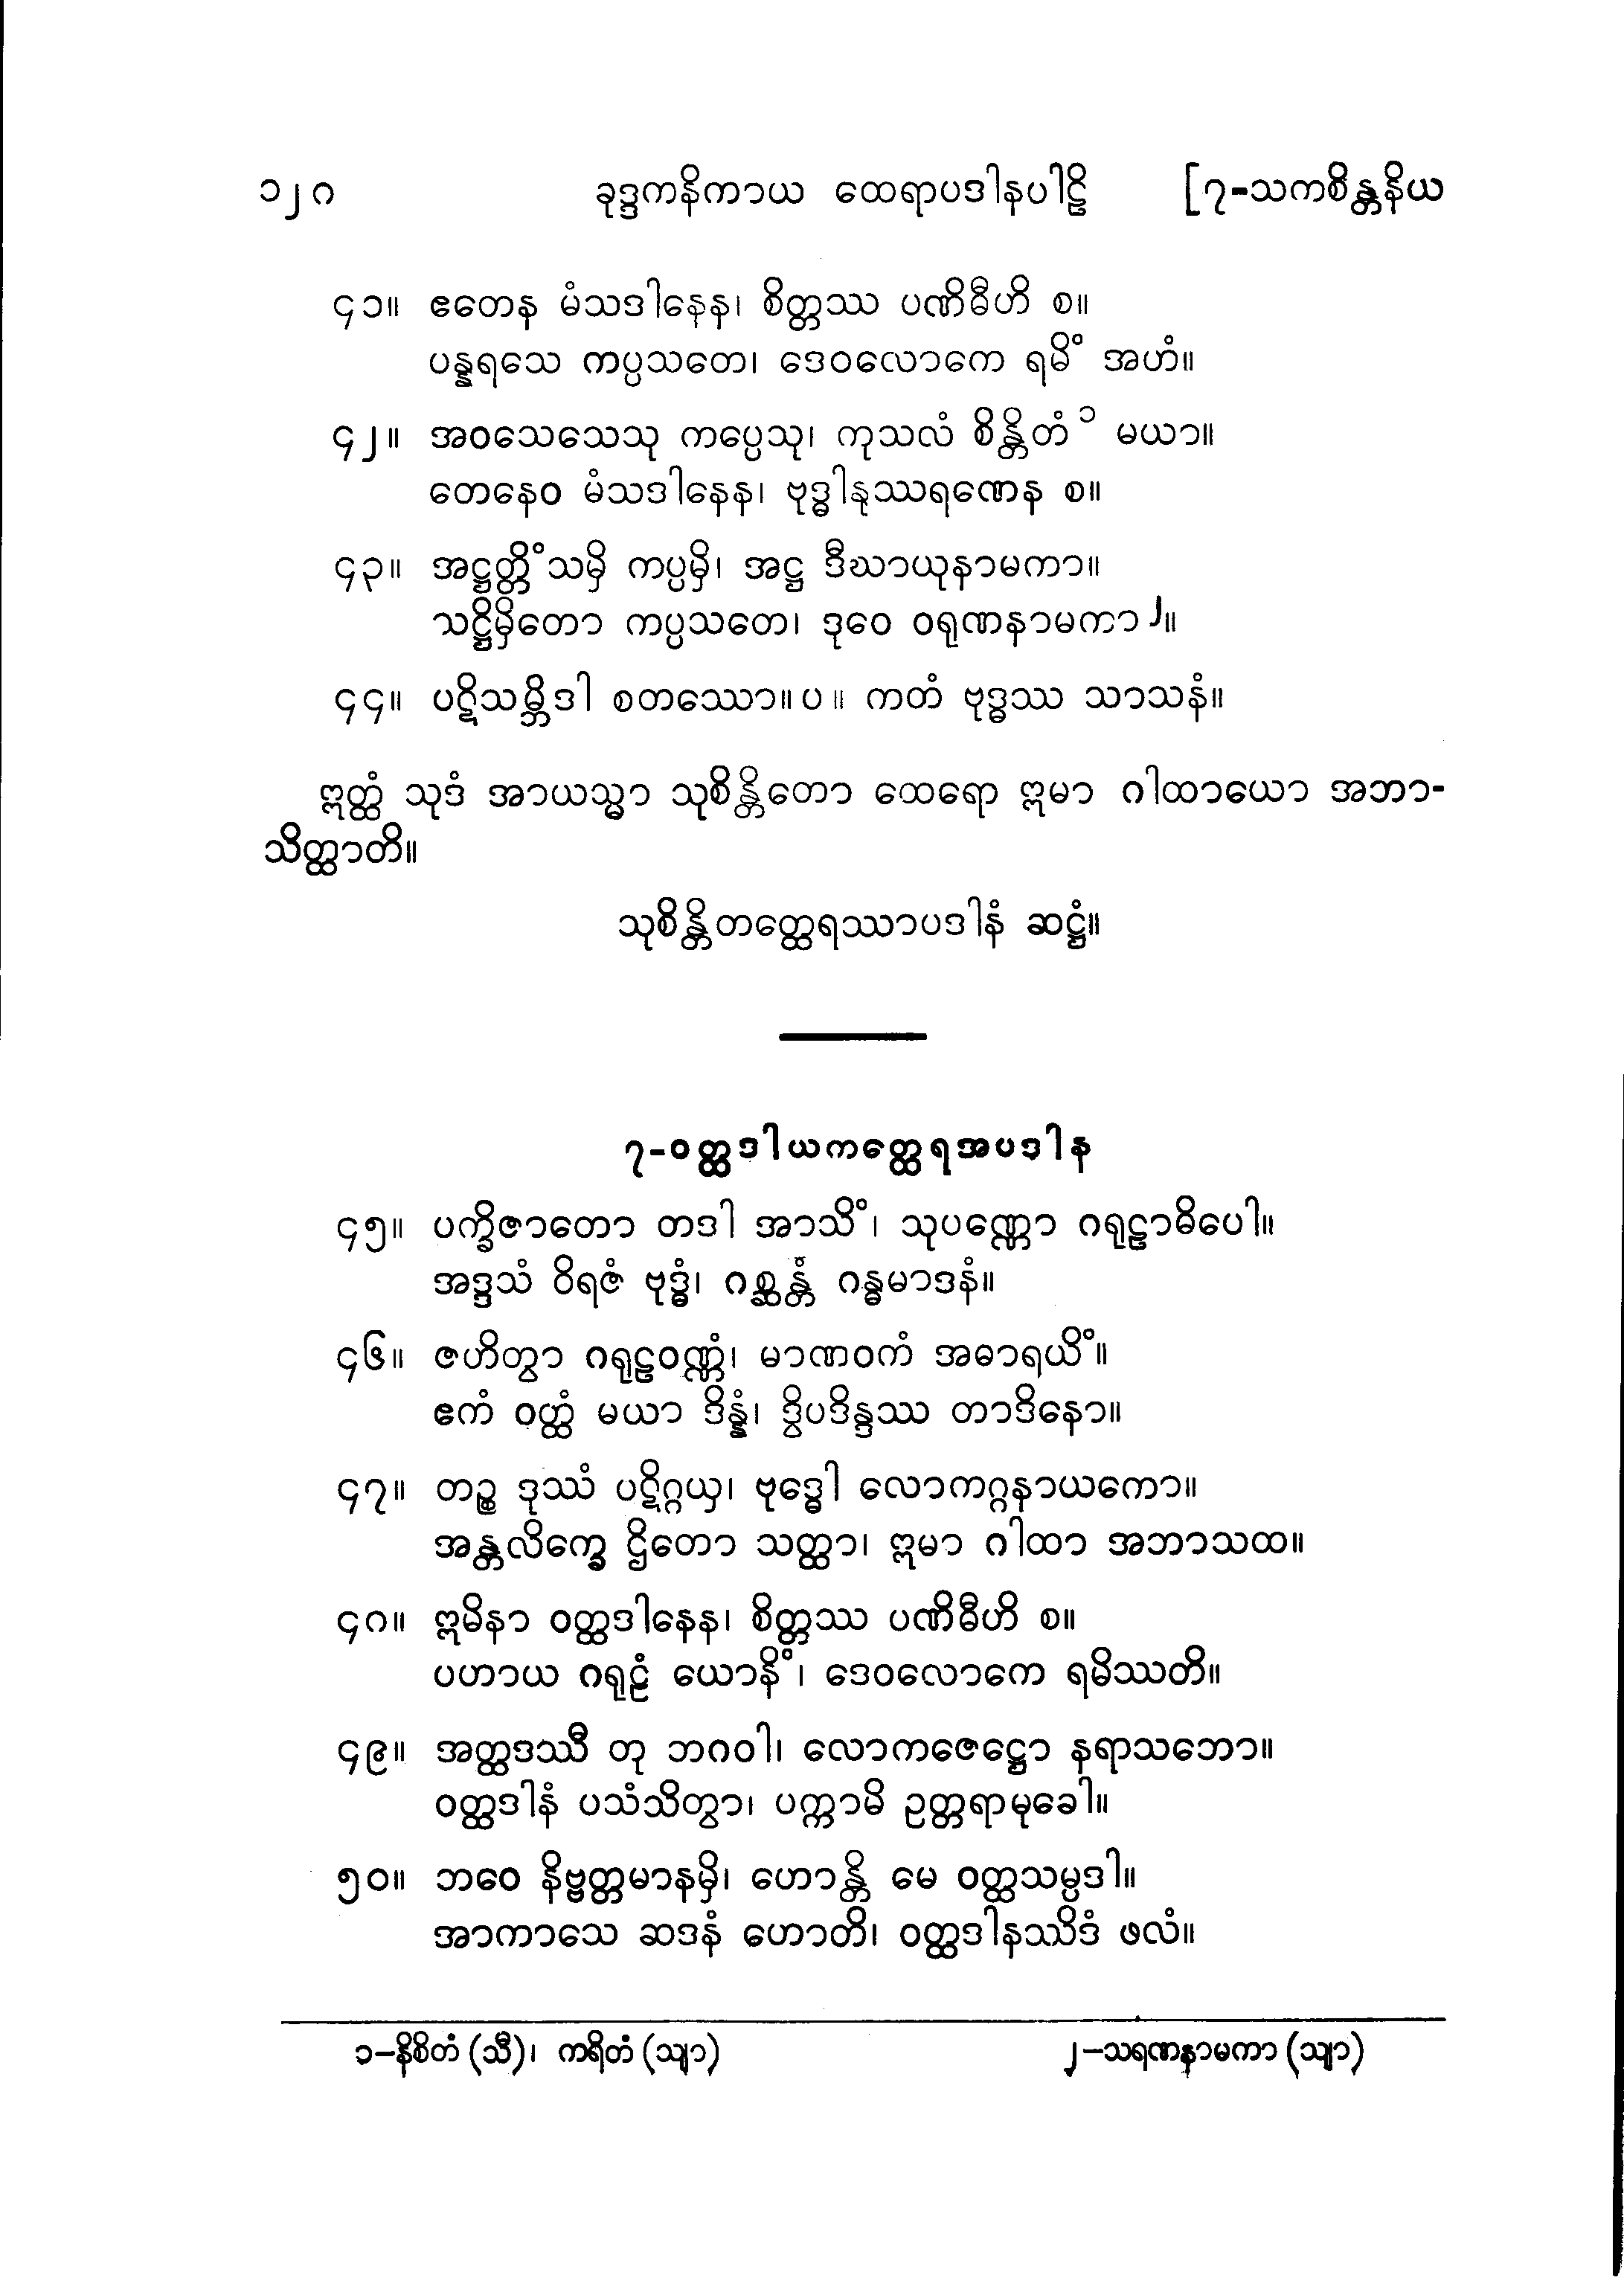 ၁၂၈ ခုဒ္ဒကနိကာယ ထေရာပဒါနပါဠိ [၇-သကစိန္တနိယ
၄၁။ ဧတေန မံသဒါနေန၊ စိတ္တဿ ပဏိဓီဟိ စ။
ပန္နရသေ ကပ္ပသတေ၊ ဒေဝလောကေ ရမိံ အဟံ။
၄၂။ အဝသေသေသု ကပ္ပေသု၊ ကုသလံ စိန္တိတံ ၁ မယာ။
တေနေဝ မံသဒါနေန၊ ဗုဒ္ဓါနုဿရဏေန စ။
၄၃။ အဋ္ဌတ္တိံသမှိ ကပ္ပမှိ၊ အဋ္ဌ ဒီဃာယုနာမကာ။
သဋ္ဌိမှိတော ကပ္ပသတေ၊ ဒုဝေ ဝရုဏနာမကာ ၂။
၄၄။ ပဋိသမ္ဘိဒါ စတဿော။ပ။ ကတံ ဗုဒ္ဓဿ သာသနံ။
ဣတ္ထံ သုဒံ အာယသ္မာ သုစိန္တိတော ထေရော ဣမာ ဂါထာယော အဘာ-
သိတ္ထာတိ။
သုစိန္တိတတ္ထေရဿာပဒါနံ ဆဋ္ဌံ။
၇-ဝတ္ထဒါယကတ္ထေရအပဒါန
၄၅။ ပက္ခိဇာတော တဒါ အာသိံ၊ သုပဏ္ဏော ဂရုဠာဓိပေါ။
အဒ္ဒသံ ဝိရဇံ ဗုဒ္ဓံ၊ ဂစ္ဆန္တံ ဂန္ဓမာဒနံ။
၄၆။ ဇဟိတွာ ဂရုဠဝဏ္ဏံ၊ မာဏဝကံ အဓာရယိံ။
ဧကံ ဝတ္ထံ မယာ ဒိန္နံ၊ ဒွိပဒိန္ဒဿ တာဒိနော။
၄၇။ တဉ္စ ဒုဿံ ပဋိဂ္ဂယှ၊ ဗုဒ္ဓေါ လောကဂ္ဂနာယကော။
အန္တလိက္ခေ ဌိတော သတ္ထာ၊ ဣမာ ဂါထာ အဘာသထ။
၄၈။ ဣမိနာ ဝတ္ထဒါနေန၊ စိတ္တဿ ပဏိဓီဟိ စ။
ပဟာယ ဂရုဠံ ယောနိံ၊ ဒေဝလောကေ ရမိဿတိ။
၄၉။ အတ္ထဒဿီ တု ဘဂဝါ၊ လောကဇေဋ္ဌော နရာသဘော။
ဝတ္ထဒါနံ ပသံသိတွာ၊ ပက္ကာမိ ဥတ္တရာမုခေါ။
၅၀။ ဘဝေ နိဗ္ဗတ္တမာနမှိ၊ ဟောန္တိ မေ ဝတ္ထသမ္ပဒါ။
အာကာသေ ဆဒနံ ဟောတိ၊ ဝတ္ထဒါနဿိဒံ ဖလံ။
၁-နိစိတံ (သီ)၊ ကရိတံ (သျာ) ၂-သရဏနာမကာ (သျာ)